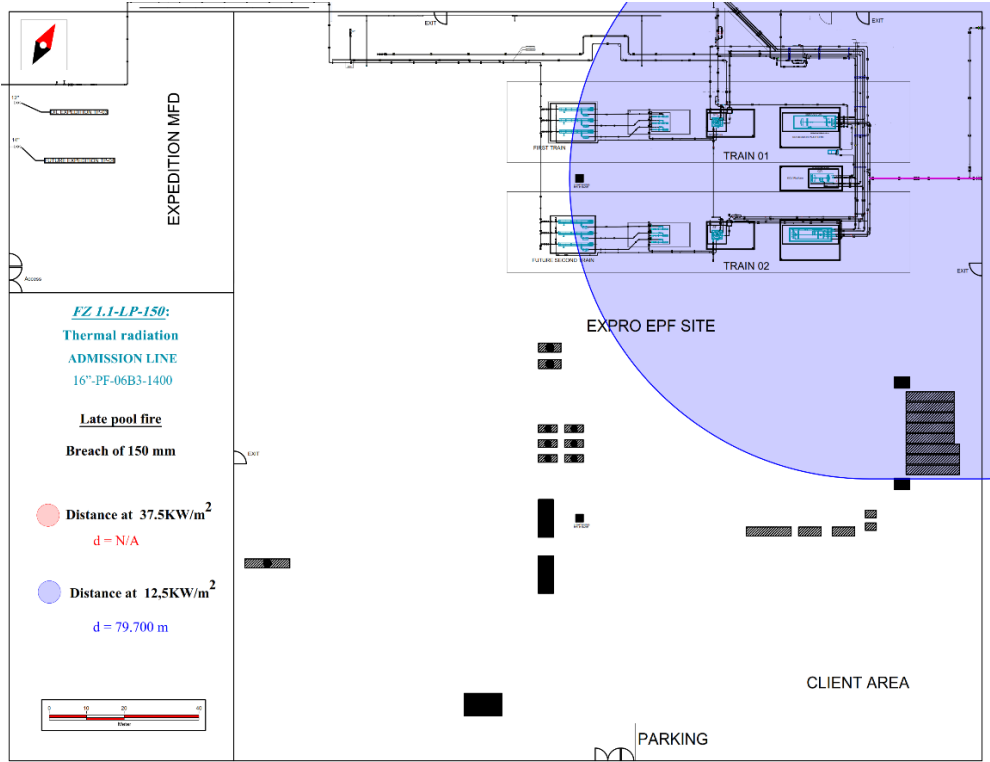 EXIT
EXIT
12"
16"
EXPEDITION MFD
FIRST TRAIN
TRAIN 01
FUTURE SECOND TRAIN
TRAIN 02
EXIT
Access
EXPRO EPF SITE
FZ 1.1-LP-150:
Thermal radiation
ADMISSION LINE
16”-PF-06B3-1400
Late pool fire
Breach of 150 mm
EXIT
Distance at 37.5KW/m²
d = N/A
Distance at 12,5KW/m²
d = 79.700 m
0 10 20 40
Meter
CLIENT AREA
PARKING